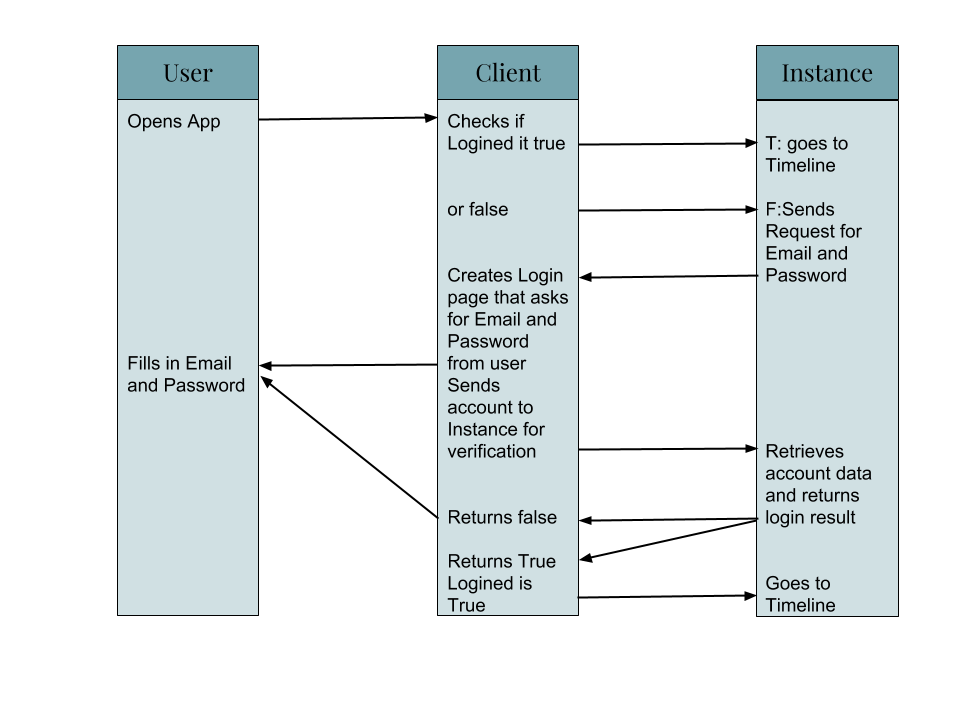 User
Opens App
Fills in Email
and Password
Client
Checks if
Logined it true
or false
Creates Login
page that asks
for Email and
Password
from user
Sends
account to
Instance for
verification
Returns false
Returns True
Logined is
True
Instance
T: goes to
Timeline
F:Sends
Request for
Email and
Password
Retrieves
account data
and returns
login result
Goes to
Timeline